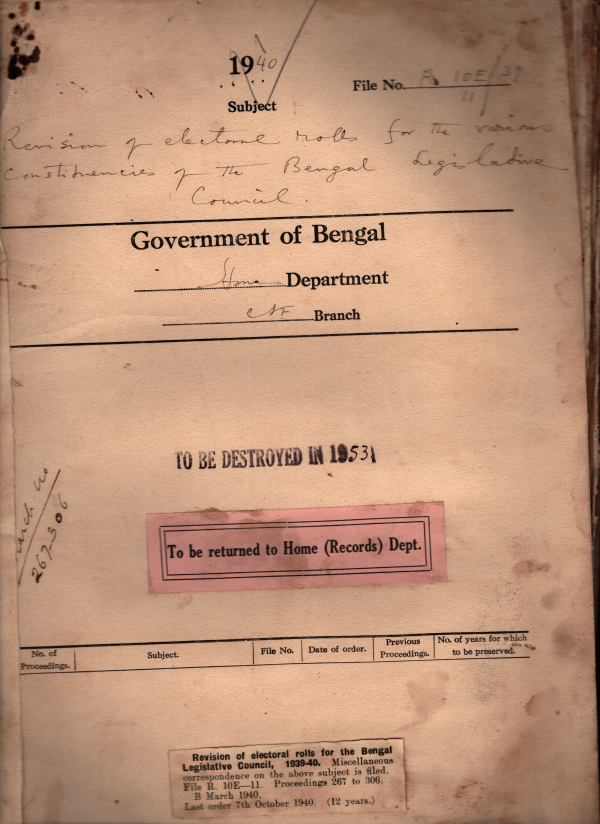 1940
File No. R 10E/39
11
Subject
Revision of electoral rolls for the various
Constituencies of the Bengal Legislative
Council.
Government of Bengal
Home Department
Branch
TO BE DESTROYED IN 1953
March No
267-306
To be returned to Home (Records) Dept.
No. of Proceedings.
Subject.
File No.
Date of order.
Previous Proceedings.
No. of years for which to be preserved.
Revision of electoral rolls for the Bengal
Legislative Council, 1939-40. Miscellaneous
correspondence on the above subject is filed.
File R. 10E—11. Proceedings 267 to 306.
B March 1940.
Last order 7th October 1940. (12 years.)